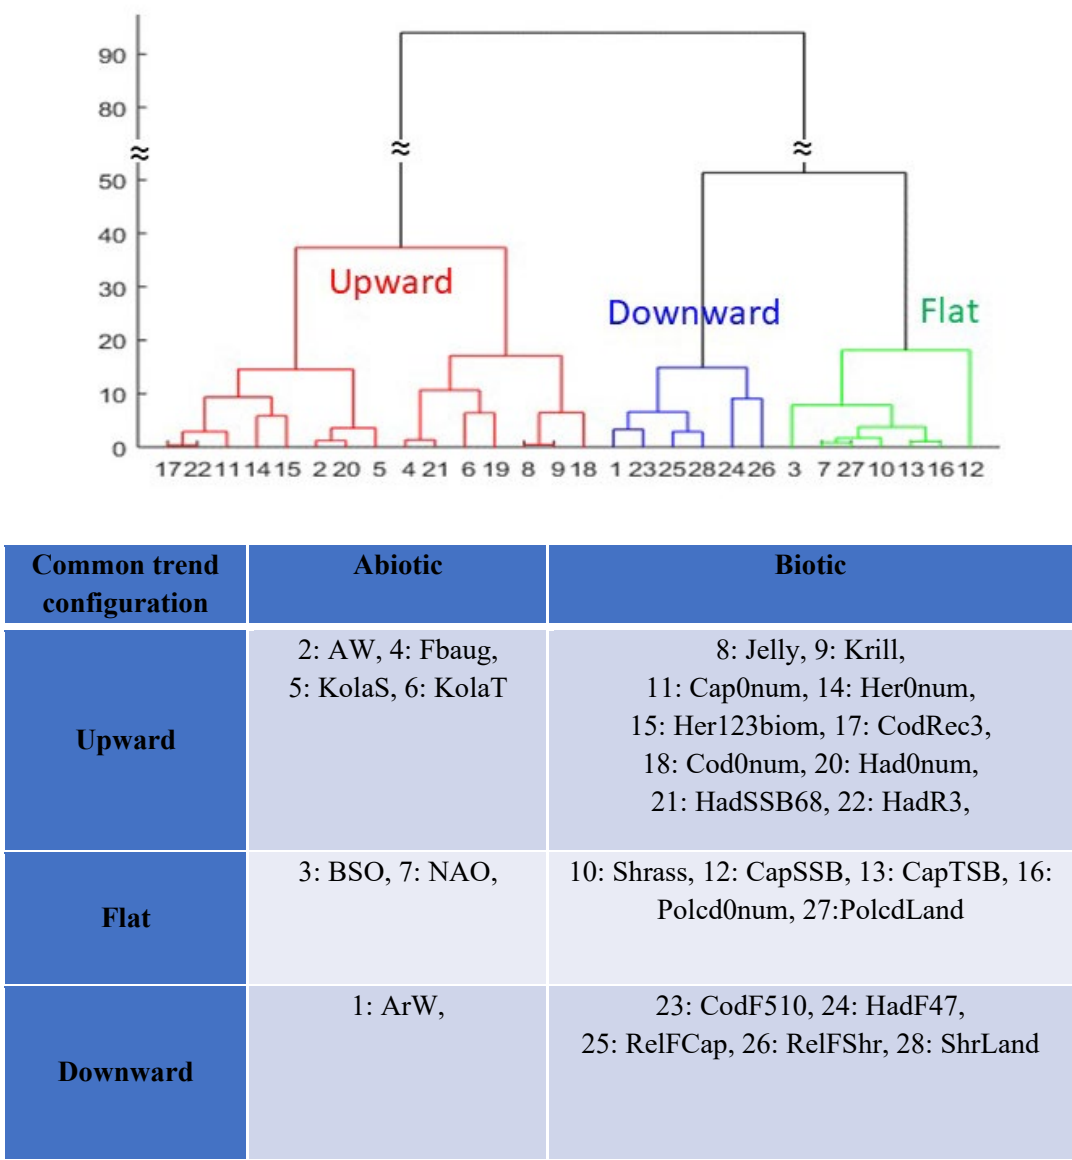 90
80
≈ ≈ ≈
50
40
30
20
10
0
Upward
Downward
Flat
17 22 11 14 15 2 20 5 4 21 6 19 8 9 18 1 23 25 28 24 26 3 7 27 10 13 16 12
Common trend
configuration
Abiotic
Biotic
Upward
2: AW, 4: Fbaug,
5: KolaS, 6: KolaT
8: Jelly, 9: Krill,
11: Cap0num, 14: Her0num,
15: Her123biom, 17: CodRec3,
18: Cod0num, 20: Had0num,
21: HadSSB68, 22: HadR3,
Flat
3: BSO, 7: NAO,
10: Shrass, 12: CapSSB, 13: CapTSB, 16:
Polcd0num, 27:PolcdLand
Downward
1: ArW,
23: CodF510, 24: HadF47,
25: RelFCap, 26: RelFShr, 28: ShrLand